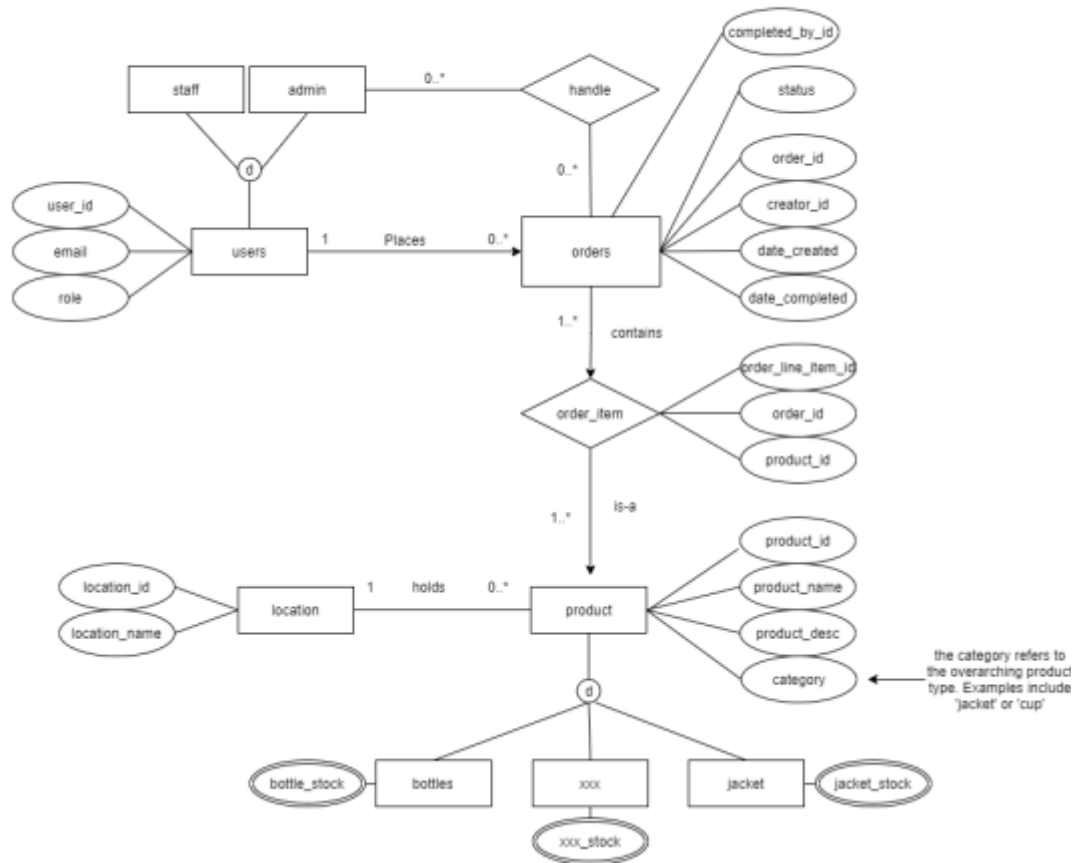 completed_by_id
staff
admin
0..*
handle
status
order_id
d
0..*
user_id
creator_id
email
users
1
Places
0..*
orders
date_created
role
date_completed
1..*
contains
order_line_item_id
order_item
order_id
product_id
1..*
is-a
product_id
location_id
product_name
location
1
holds
0..*
product
location_name
product_desc
category
the category refers to
the overarching product
type. Examples include
'jacket' or 'cup'
d
bottle_stock
bottles
xxx
jacket
jacket_stock
xxx_stock